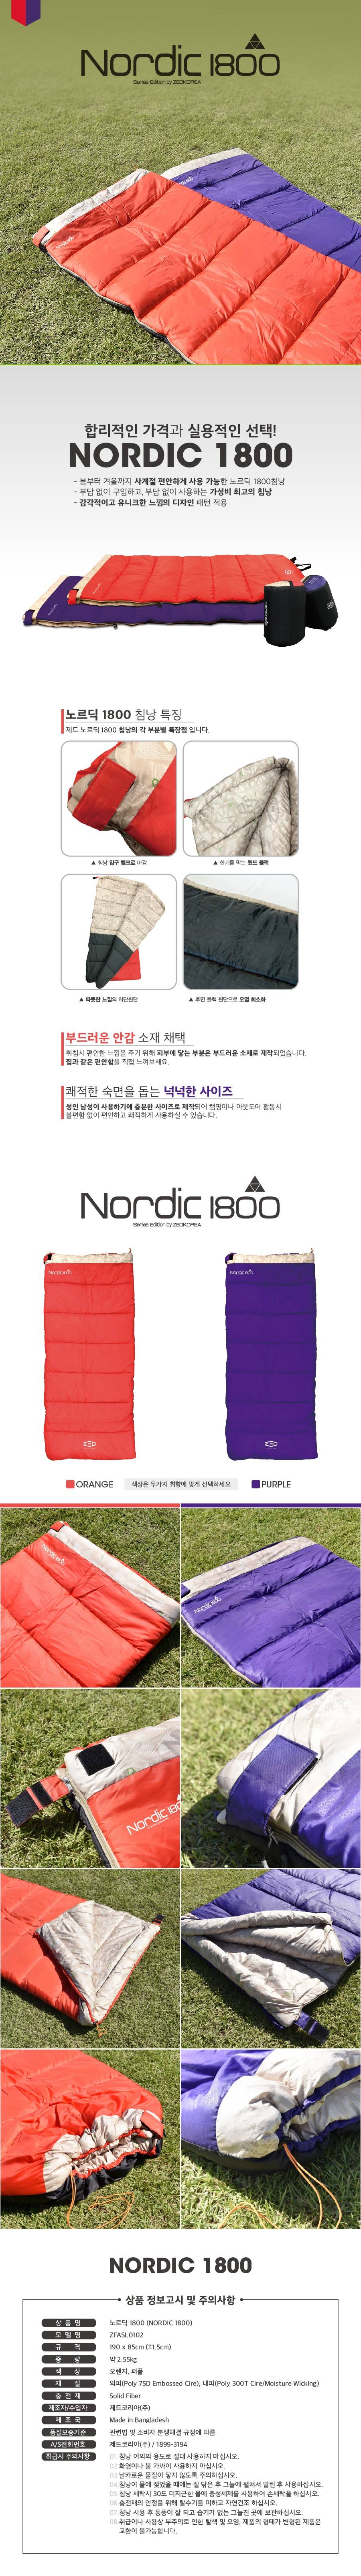 Nordic 1800
Series Edition by ZEDKOREA
합리적인 가격과 실용적인 선택!
NORDIC 1800
- 봄부터 겨울까지 사계절 편안하게 사용 가능한 노르딕 1800침낭
- 부담 없이 구입하고, 부담 없이 사용하는 가성비 최고의 침낭
- 감각적이고 유니크한 느낌의 디자인 패턴 적용
노르딕 1800 침낭 특징
제드 노르딕 1800 침낭의 각 부분별 특장점 입니다.
▲ 침낭 입구 벨크로 마감
▲ 한기를 막는 윈드 블럭
▲ 따뜻한 느낌의 하단원단
▲ 후면 블랙 원단으로 오염 최소화
부드러운 안감 소재 채택
취침시 편안한 느낌을 주기 위해 피부에 닿는 부분은 부드러운 소재로 제작되었습니다.
집과 같은 편안함을 직접 느껴보세요.
쾌적한 숙면을 돕는 넉넉한 사이즈
성인 남성이 사용하기에 충분한 사이즈로 제작되어 캠핑이나 아웃도어 활동시
불편함 없이 편안하고 쾌적하게 사용하실 수 있습니다.
Nordic 1800
Series Edition by ZEDKOREA
Nordic 1800
Nordic 1800
ZED
ZED
ORANGE
색상은 두가지 취향에 맞게 선택하세요
PURPLE
Nordic 1800
Nordic 1800
Nordic 1800
NORDIC 1800
상품 정보고시 및 주의사항
상 품 명 노르딕 1800 (NORDIC 1800)
모 델 명 ZFASL0102
규 격 190 x 85cm (±1.5cm)
중 량 약 2.55kg
색 상 오렌지, 퍼플
재 질 외피(Poly 75D Embossed Cire), 내피(Poly 300T Cire/Moisture Wicking)
충 전 재 Solid Fiber
제조자/수입자 제드코리아(주)
제 조 국 Made in Bangladesh
품질보증기준 관련법 및 소비자 분쟁해결 규정에 따름
A/S전화번호 제드코리아(주) / 1899-3194
취급시 주의사항 01. 침낭 이외의 용도로 절대 사용하지 마십시오.
02. 화염이나 불 가까이 사용하지 마십시오.
03. 날카로운 물질이 닿지 않도록 주의하십시오.
04. 침낭이 물에 젖었을 때에는 잘 닦은 후 그늘에 펼쳐서 말린 후 사용하십시오.
05. 침낭 세탁시 30도 미지근한 물에 중성세제를 사용하여 손세탁을 하십시오.
06. 충전재의 안정을 위해 탈수기를 피하고 자연건조 하십시오.
07. 침낭 사용 후 통풍이 잘 되고 습기가 없는 그늘진 곳에 보관하십시오.
08. 취급이나 사용상 부주의로 인한 탈색 및 오염, 제품의 형태가 변형된 제품은
교환이 불가능합니다.